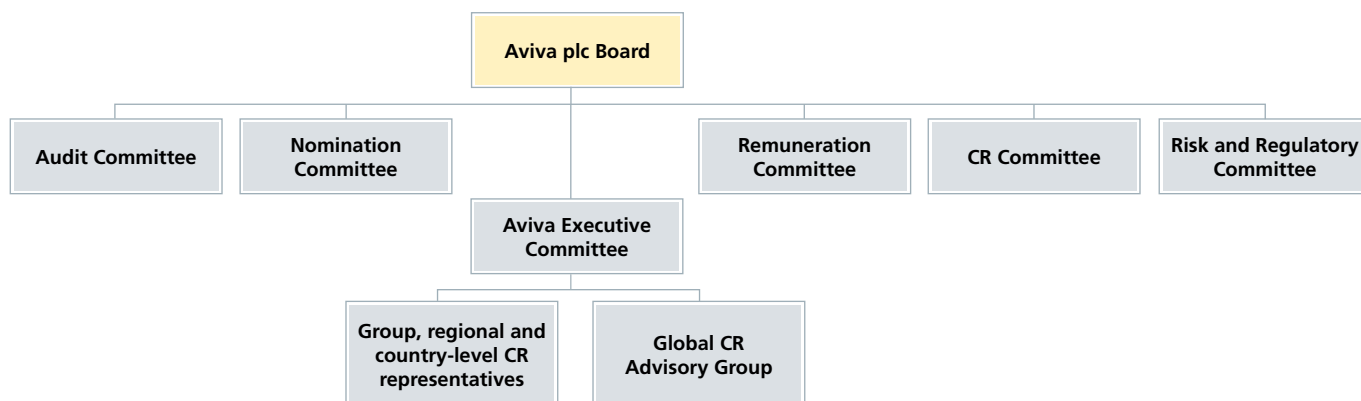 Aviva plc Board
Audit Committee
Nomination
Committee
Remuneration
Committee
CR Committee
Risk and Regulatory
Committee
Aviva Executive
Committee
Group, regional and
country-level CR
representatives
Global CR
Advisory Group